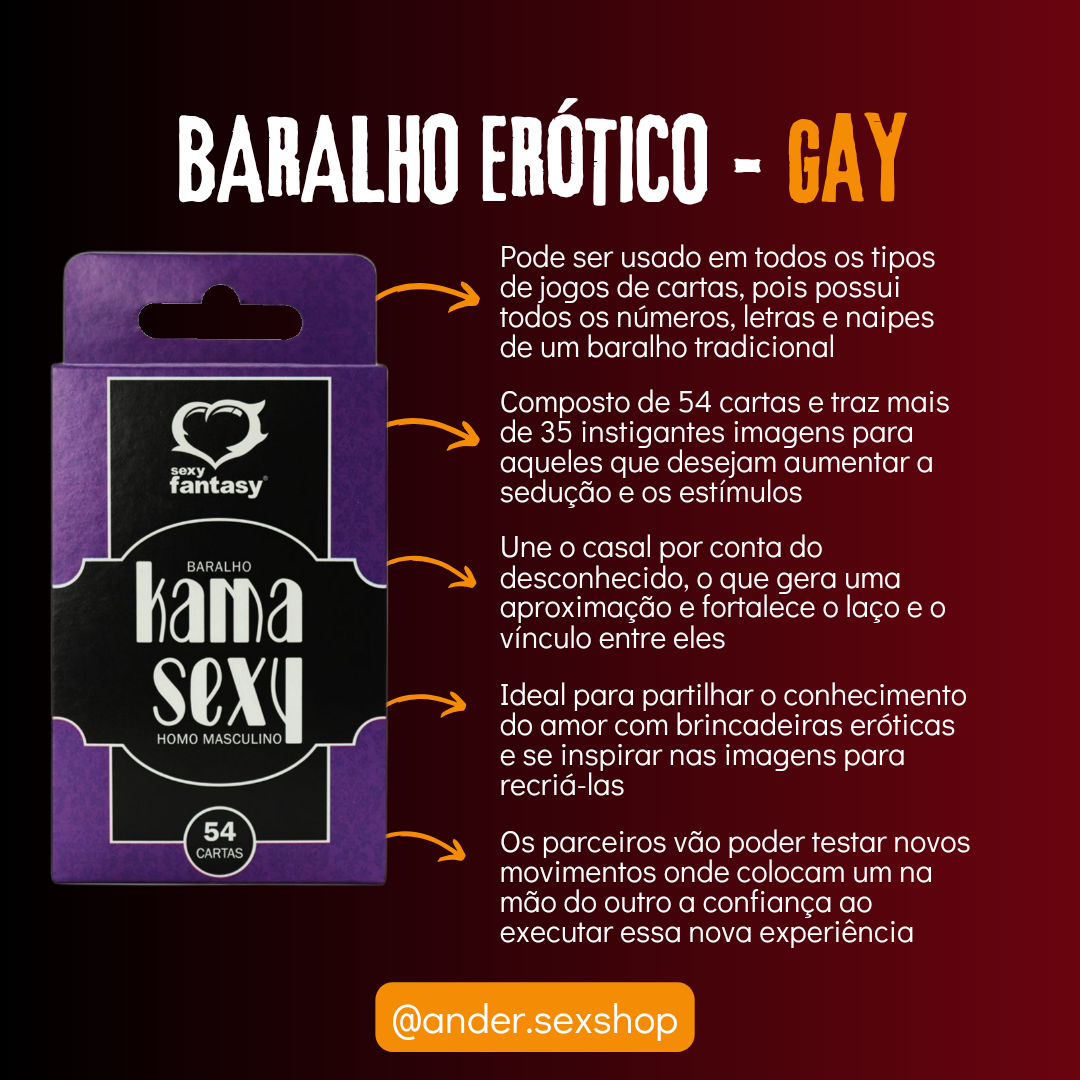 BARALHO ERÓTICO - GAY
Pode ser usado em todos os tipos
de jogos de cartas, pois possui
todos os números, letras e naipes
de um baralho tradicional
Composto de 54 cartas e traz mais
de 35 instigantes imagens para
aqueles que desejam aumentar a
sedução e os estímulos
Une o casal por conta do
desconhecido, o que gera uma
aproximação e fortalece o laço e o
vínculo entre eles
Ideal para partilhar o conhecimento
do amor com brincadeiras eróticas
e se inspirar nas imagens para
recriá-las
Os parceiros vão poder testar novos
movimentos onde colocam um na
mão do outro a confiança ao
executar essa nova experiência
sexy
fantasy®
BARALHO
kama
sexy
HOMO MASCULINO
54
CARTAS
@ander.sexshop